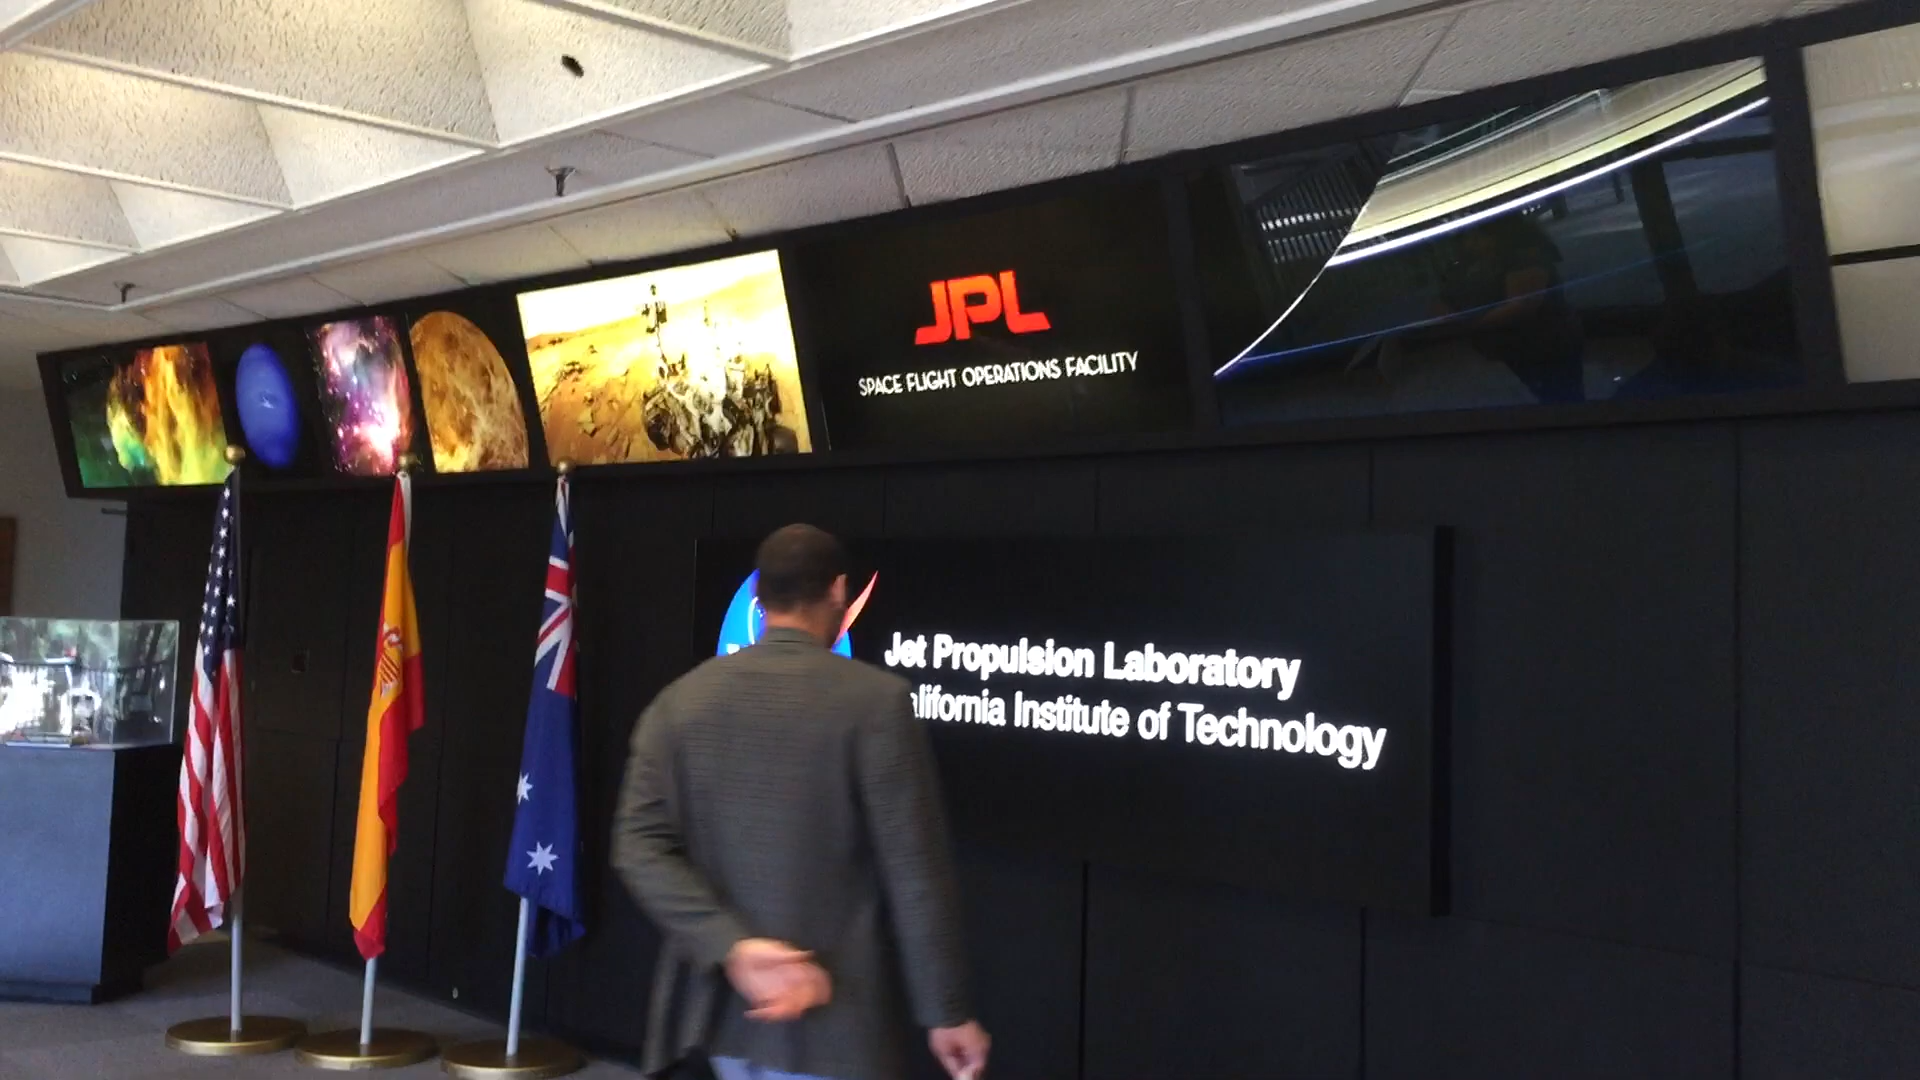 JPL
SPACE FLIGHT OPERATIONS FACILITY
Jet Propulsion Laboratory
alifornia Institute of Technology